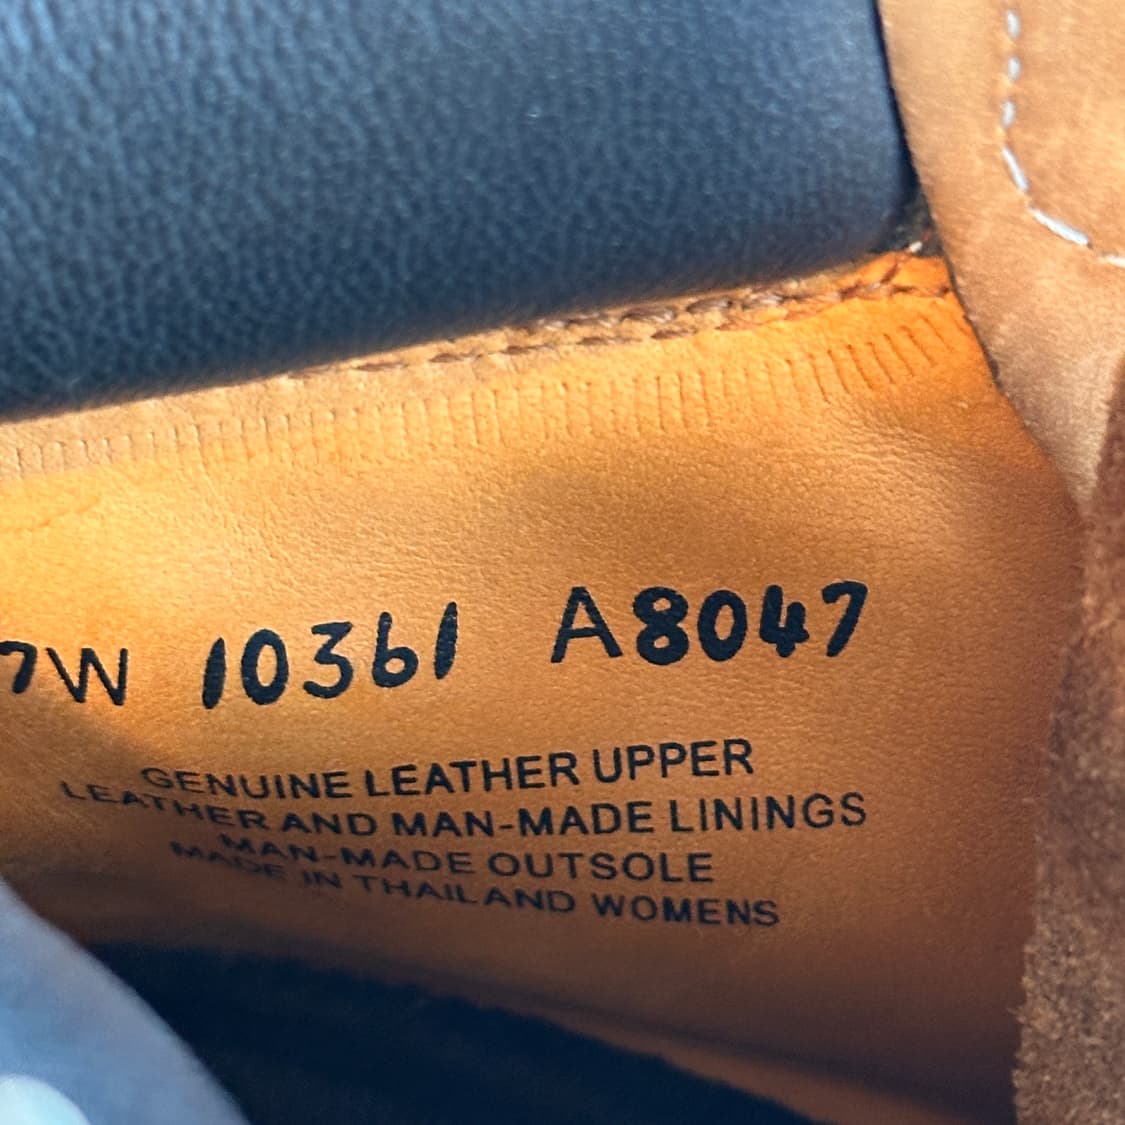 7W 10361 A8047
GENUINE LEATHER UPPER
LEATHER AND MAN-MADE LININGS
MAN-MADE OUTSOLE
MADE IN THAILAND WOMENS